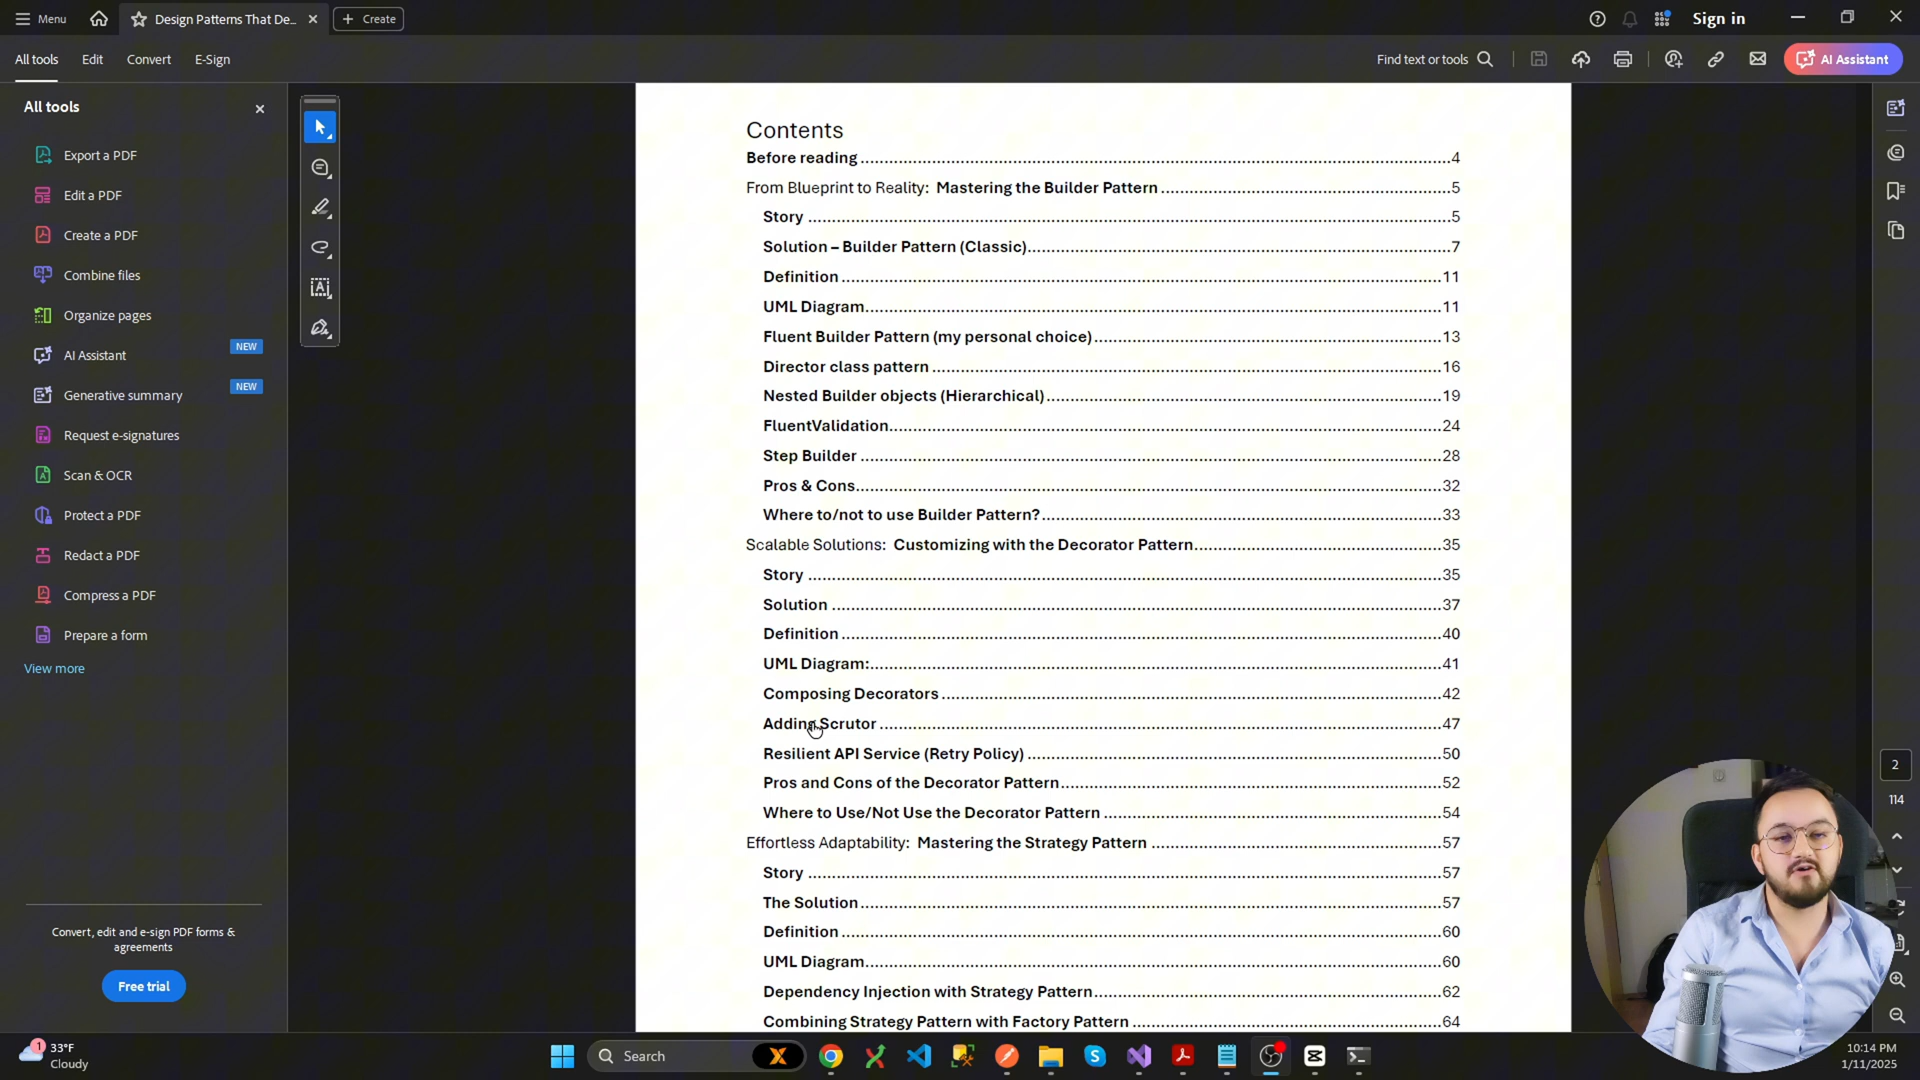 Menu
Design Patterns That De...
Create
Sign in
All tools
Edit
Convert
E-Sign
Find text or tools
AI Assistant
All tools
Export a PDF
Edit a PDF
Create a PDF
Combine files
Organize pages
AI Assistant
NEW
Generative summary
NEW
Request e-signatures
Scan & OCR
Protect a PDF
Redact a PDF
Compress a PDF
Prepare a form
View more
Convert, edit and e-sign PDF forms &
agreements
Free trial
Contents
Before reading ... 4
From Blueprint to Reality: Mastering the Builder Pattern ... 5
Story ... 5
Solution – Builder Pattern (Classic) ... 7
Definition ... 11
UML Diagram ... 11
Fluent Builder Pattern (my personal choice) ... 13
Director class pattern ... 16
Nested Builder objects (Hierarchical) ... 19
FluentValidation ... 24
Step Builder ... 28
Pros & Cons ... 32
Where to/not to use Builder Pattern? ... 33
Scalable Solutions: Customizing with the Decorator Pattern ... 35
Story ... 35
Solution ... 37
Definition ... 40
UML Diagram: ... 41
Composing Decorators ... 42
Adding Scrutor ... 47
Resilient API Service (Retry Policy) ... 50
Pros and Cons of the Decorator Pattern ... 52
Where to Use/Not Use the Decorator Pattern ... 54
Effortless Adaptability: Mastering the Strategy Pattern ... 57
Story ... 57
The Solution ... 57
Definition ... 60
UML Diagram ... 60
Dependency Injection with Strategy Pattern ... 62
Combining Strategy Pattern with Factory Pattern ... 64
2
114
1
33°F
Cloudy
Search
10:14 PM
1/11/2025